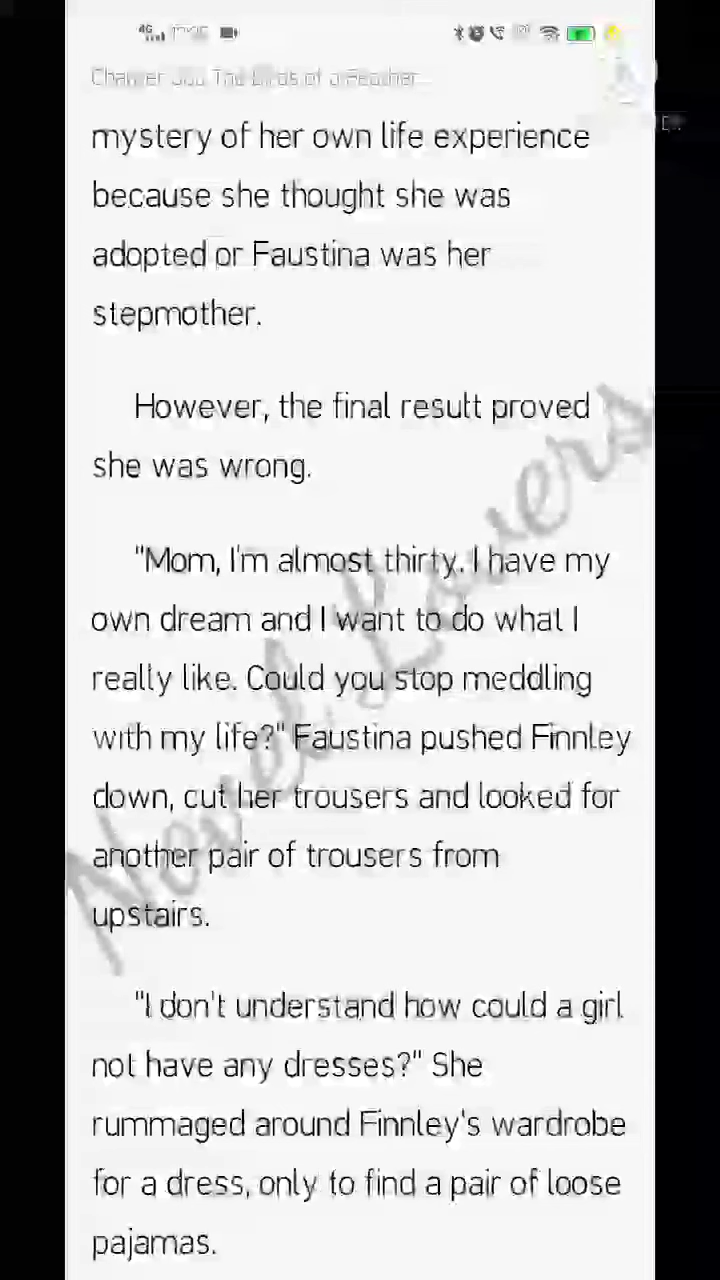 4G
mystery of her own life experience
because she thought she was
adopted or Faustina was her
stepmother.
However, the final result proved
she was wrong.
"Mom, I'm almost thirty. I have my
own dream and I want to do what I
really like. Could you stop meddling
with my life?" Faustina pushed Finnley
down, cut her trousers and looked for
another pair of trousers from
upstairs.
"I don't understand how could a girl
not have any dresses?" She
rummaged around Finnley's wardrobe
for a dress, only to find a pair of loose
pajamas.
Novel Lovers